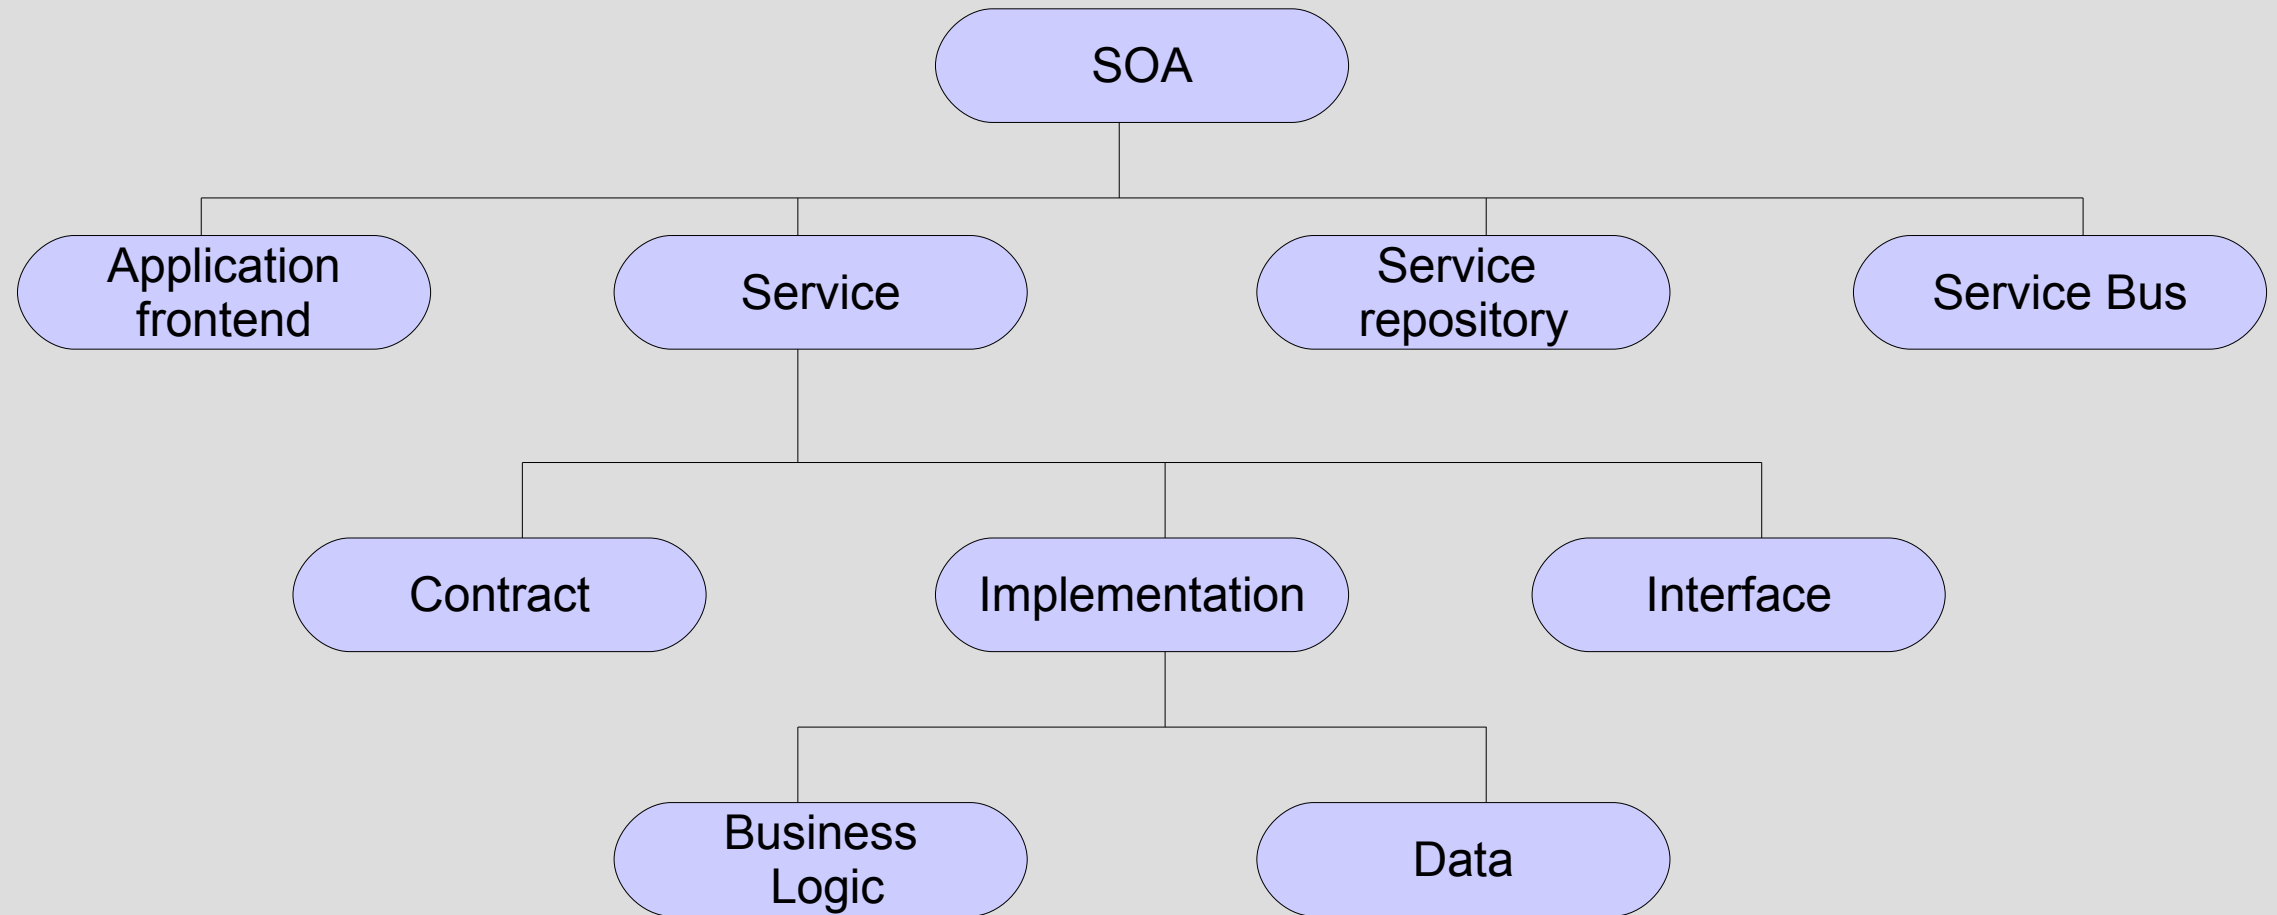 SOA
Application
frontend
Service
Service
repository
Service Bus
Contract
Implementation
Interface
Business
Logic
Data